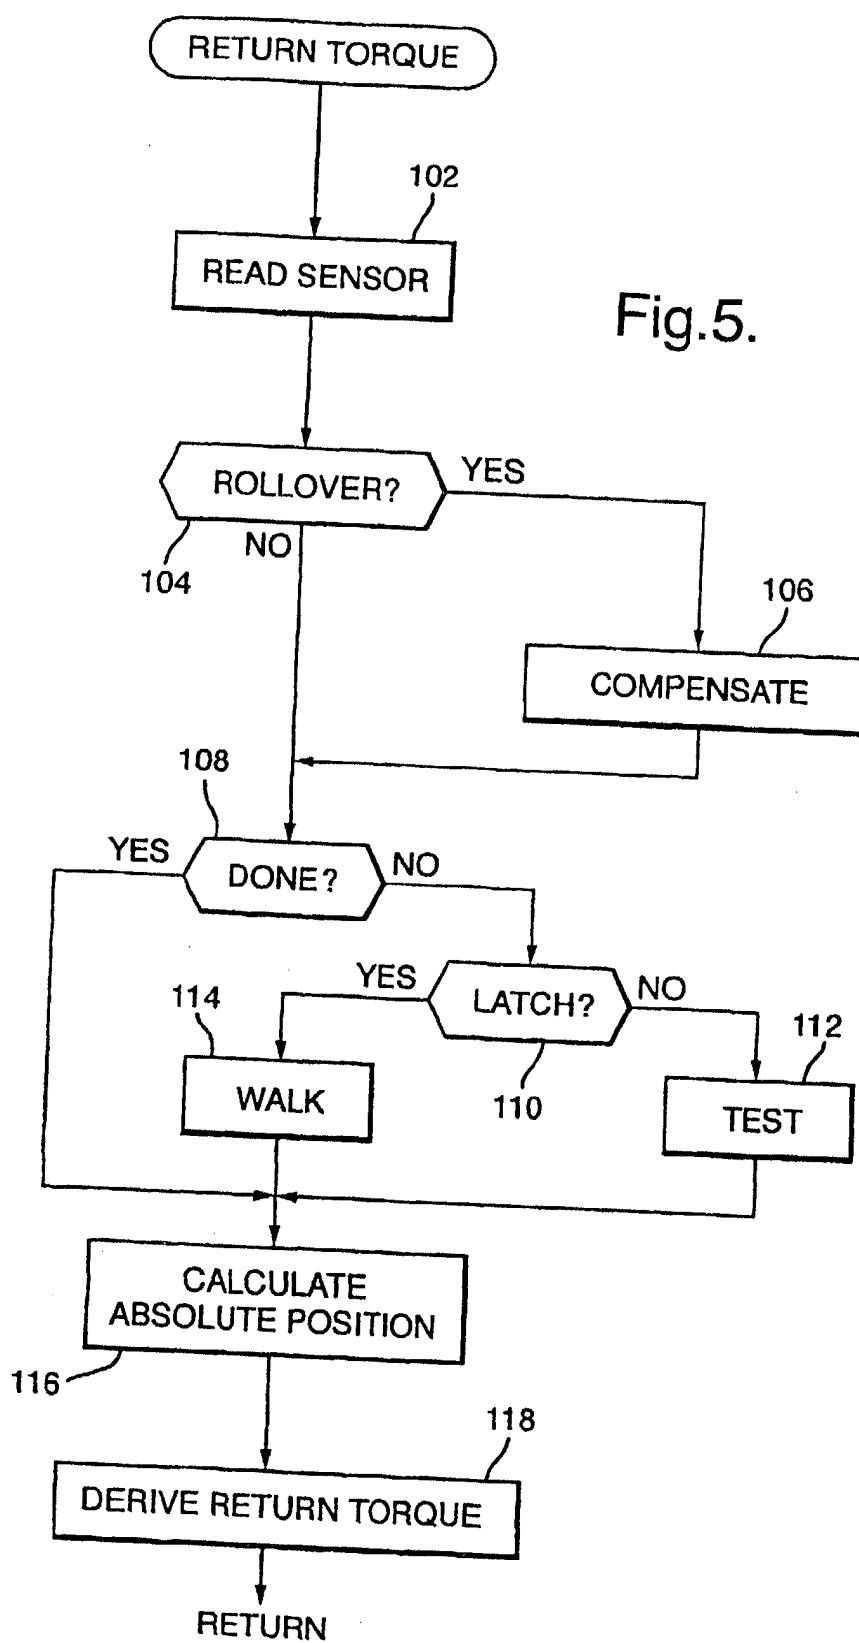 RETURN TORQUE
102
READ SENSOR
Fig.5.
ROLLOVER?
YES
NO
104
106
COMPENSATE
108
YES
DONE?
NO
YES
LATCH?
NO
114
112
WALK
110
TEST
CALCULATE
ABSOLUTE POSITION
116
118
DERIVE RETURN TORQUE
RETURN